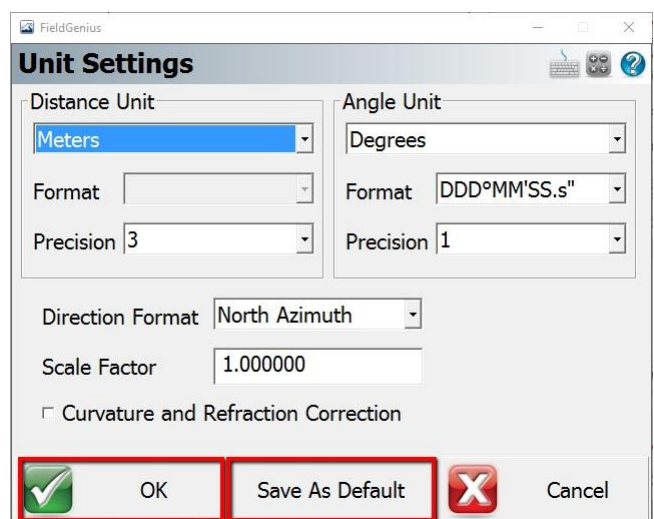 FieldGenius
Unit Settings
Distance Unit
Meters
Format
Precision 3
Angle Unit
Degrees
Format DDD°MM'SS.s"
Precision 1
Direction Format North Azimuth
Scale Factor 1.000000
Curvature and Refraction Correction
OK Save As Default Cancel